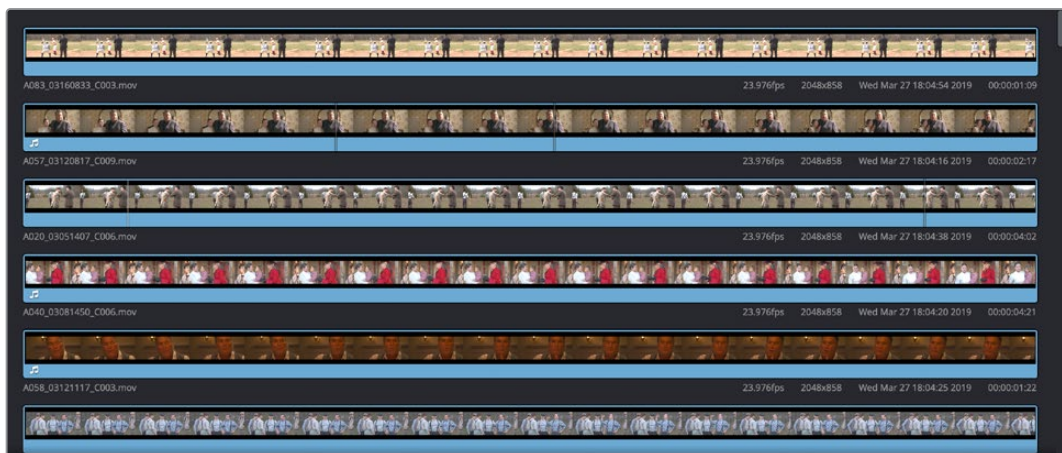 A083_03160833_C003.mov 23.976fps 2048x858 Wed Mar 27 18:04:54 2019 00:00:01:09
A057_03120817_C009.mov 23.976fps 2048x858 Wed Mar 27 18:04:16 2019 00:00:02:17
A020_03051407_C006.mov 23.976fps 2048x858 Wed Mar 27 18:04:38 2019 00:00:04:02
A040_03081450_C006.mov 23.976fps 2048x858 Wed Mar 27 18:04:20 2019 00:00:04:21
A058_03121117_C003.mov 23.976fps 2048x858 Wed Mar 27 18:04:25 2019 00:00:01:22